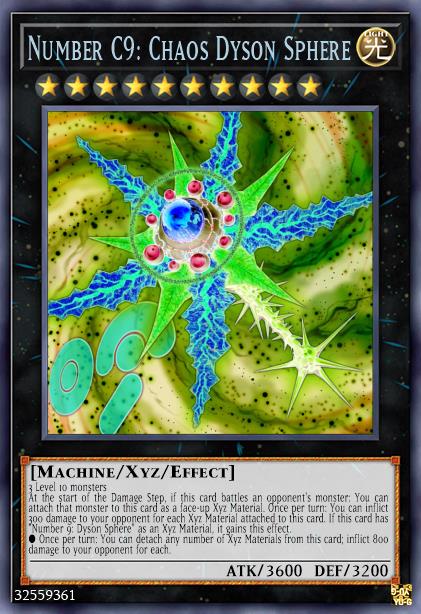 Number C9: Chaos Dyson Sphere
LIGHT
光
[Machine/Xyz/Effect]
3 Level 10 monsters
At the start of the Damage Step, if this card battles an opponent's monster: You can
attach that monster to this card as a face-up Xyz Material. Once per turn: You can inflict
300 damage to your opponent for each Xyz Material attached to this card. If this card has
"Number 9: Dyson Sphere" as an Xyz Material, it gains this effect.
● Once per turn: You can detach any number of Xyz Materials from this card; inflict 800
damage to your opponent for each.
ATK/3600 DEF/3200
32559361